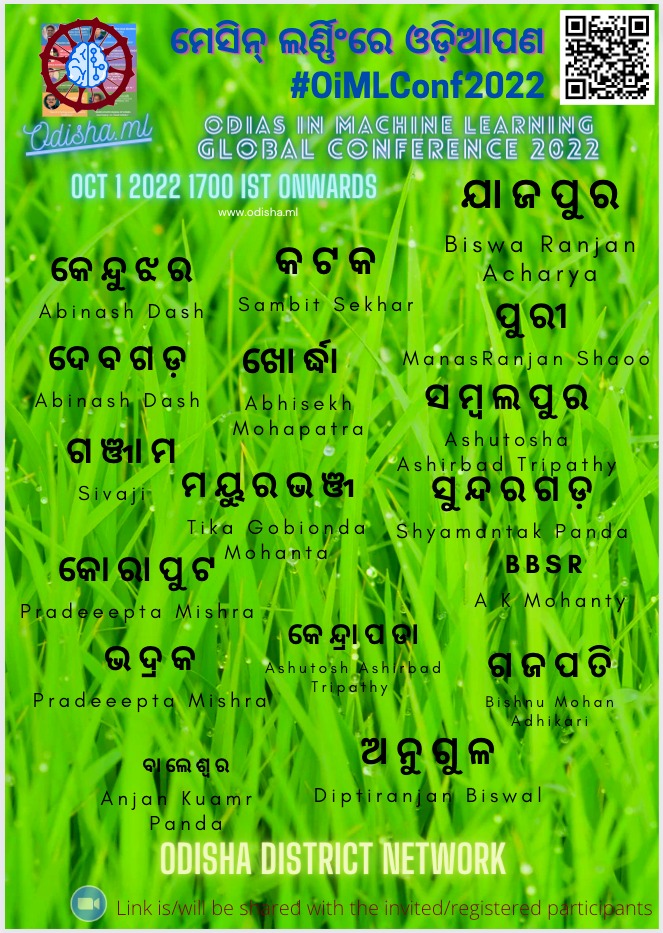 ମେସିନ୍ ଲର୍ଣ୍ଣିଂରେ ଓଡ଼ିଆପଣ
#OiMLConf2022
Odisha.ml
ODIAS IN MACHINE LEARNING
GLOBAL CONFERENCE 2022
OCT 1 2022 1700 IST ONWARDS
www.odisha.ml
ଯାଜପୁର
Biswa Ranjan
Acharya
କେନ୍ଦୁଝର
Abinash Dash
କଟକ
Sambit Sekhar
ପୁରୀ
ManasRanjan Shaoo
ଦେବଗଡ଼
Abinash Dash
ଖୋର୍ଦ୍ଧା
Abhisekh
Mohapatra
ସମ୍ବଲପୁର
Ashutosha
Ashirbad Tripathy
ଗଞ୍ଜାମ
Sivaji
ମୟୁରଭଞ୍ଜ
Tika Gobionda
Mohanta
ସୁନ୍ଦରଗଡ଼
Shyamantak Panda
BBSR
A K Mohanty
କୋରାପୁଟ
Pradeeepta Mishra
କେନ୍ଦ୍ରାପଡା
Ashutosh Ashirbad
Tripathy
ଭଦ୍ରକ
Pradeeepta Mishra
ଗଜପତି
Bishnu Mohan
Adhikari
ବାଲେଶ୍ୱର
Anjan Kuamr
Panda
ଅନୁଗୁଳ
Diptiranjan Biswal
ODISHA DISTRICT NETWORK
Link is/will be shared with the invited/registered participants